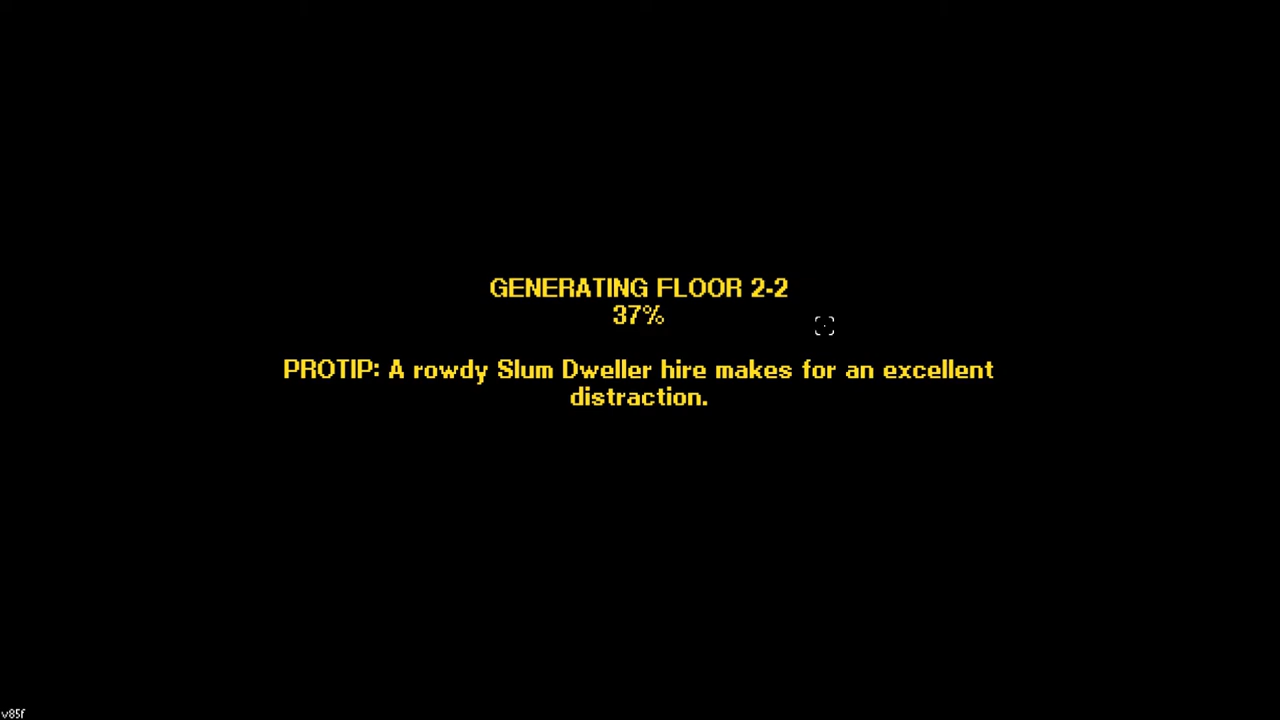 GENERATING FLOOR 2-2
37%
PROTIP: A rowdy Slum Dweller hire makes for an excellent
distraction.
v85f